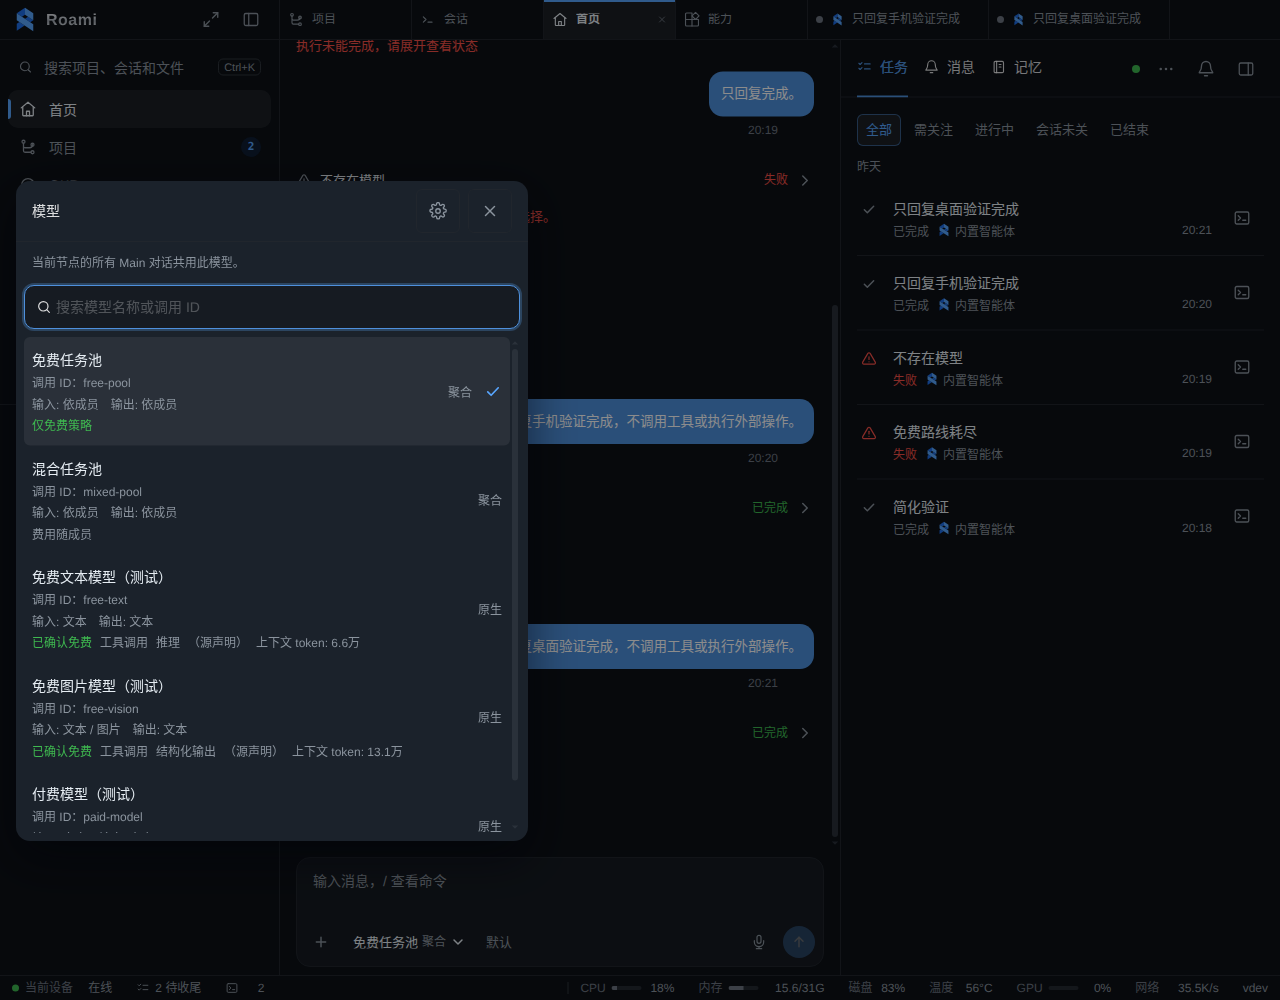 Roami
项目
会话
首页
能力
只回复手机验证完成
只回复桌面验证完成
搜索项目、会话和文件
Ctrl+K
首页
项目
2
执行未能完成，请展开查看状态
只回复完成。
20:19
不存在模型
失败
选择。
手机验证完成，不调用工具或执行外部操作。
20:20
已完成
桌面验证完成，不调用工具或执行外部操作。
20:21
已完成
模型
当前节点的所有 Main 对话共用此模型。
搜索模型名称或调用 ID
免费任务池
调用 ID：free-pool
输入: 依成员 输出: 依成员
仅免费策略
聚合
混合任务池
调用 ID：mixed-pool
输入: 依成员 输出: 依成员
费用随成员
聚合
免费文本模型（测试）
调用 ID：free-text
输入: 文本 输出: 文本
已确认免费 工具调用 推理 （源声明） 上下文 token: 6.6万
原生
免费图片模型（测试）
调用 ID：free-vision
输入: 文本 / 图片 输出: 文本
已确认免费 工具调用 结构化输出 （源声明） 上下文 token: 13.1万
原生
付费模型（测试）
调用 ID：paid-model
原生
输入消息，/ 查看命令
免费任务池 聚合
默认
任务
消息
记忆
全部
需关注
进行中
会话未关
已结束
昨天
只回复桌面验证完成
已完成 内置智能体
20:21
只回复手机验证完成
已完成 内置智能体
20:20
不存在模型
失败 内置智能体
20:19
免费路线耗尽
失败 内置智能体
20:19
简化验证
已完成 内置智能体
20:18
当前设备 在线 2 待收尾 2 CPU 18% 内存 15.6/31G 磁盘 83% 温度 56°C GPU 0% 网络 35.5K/s vdev